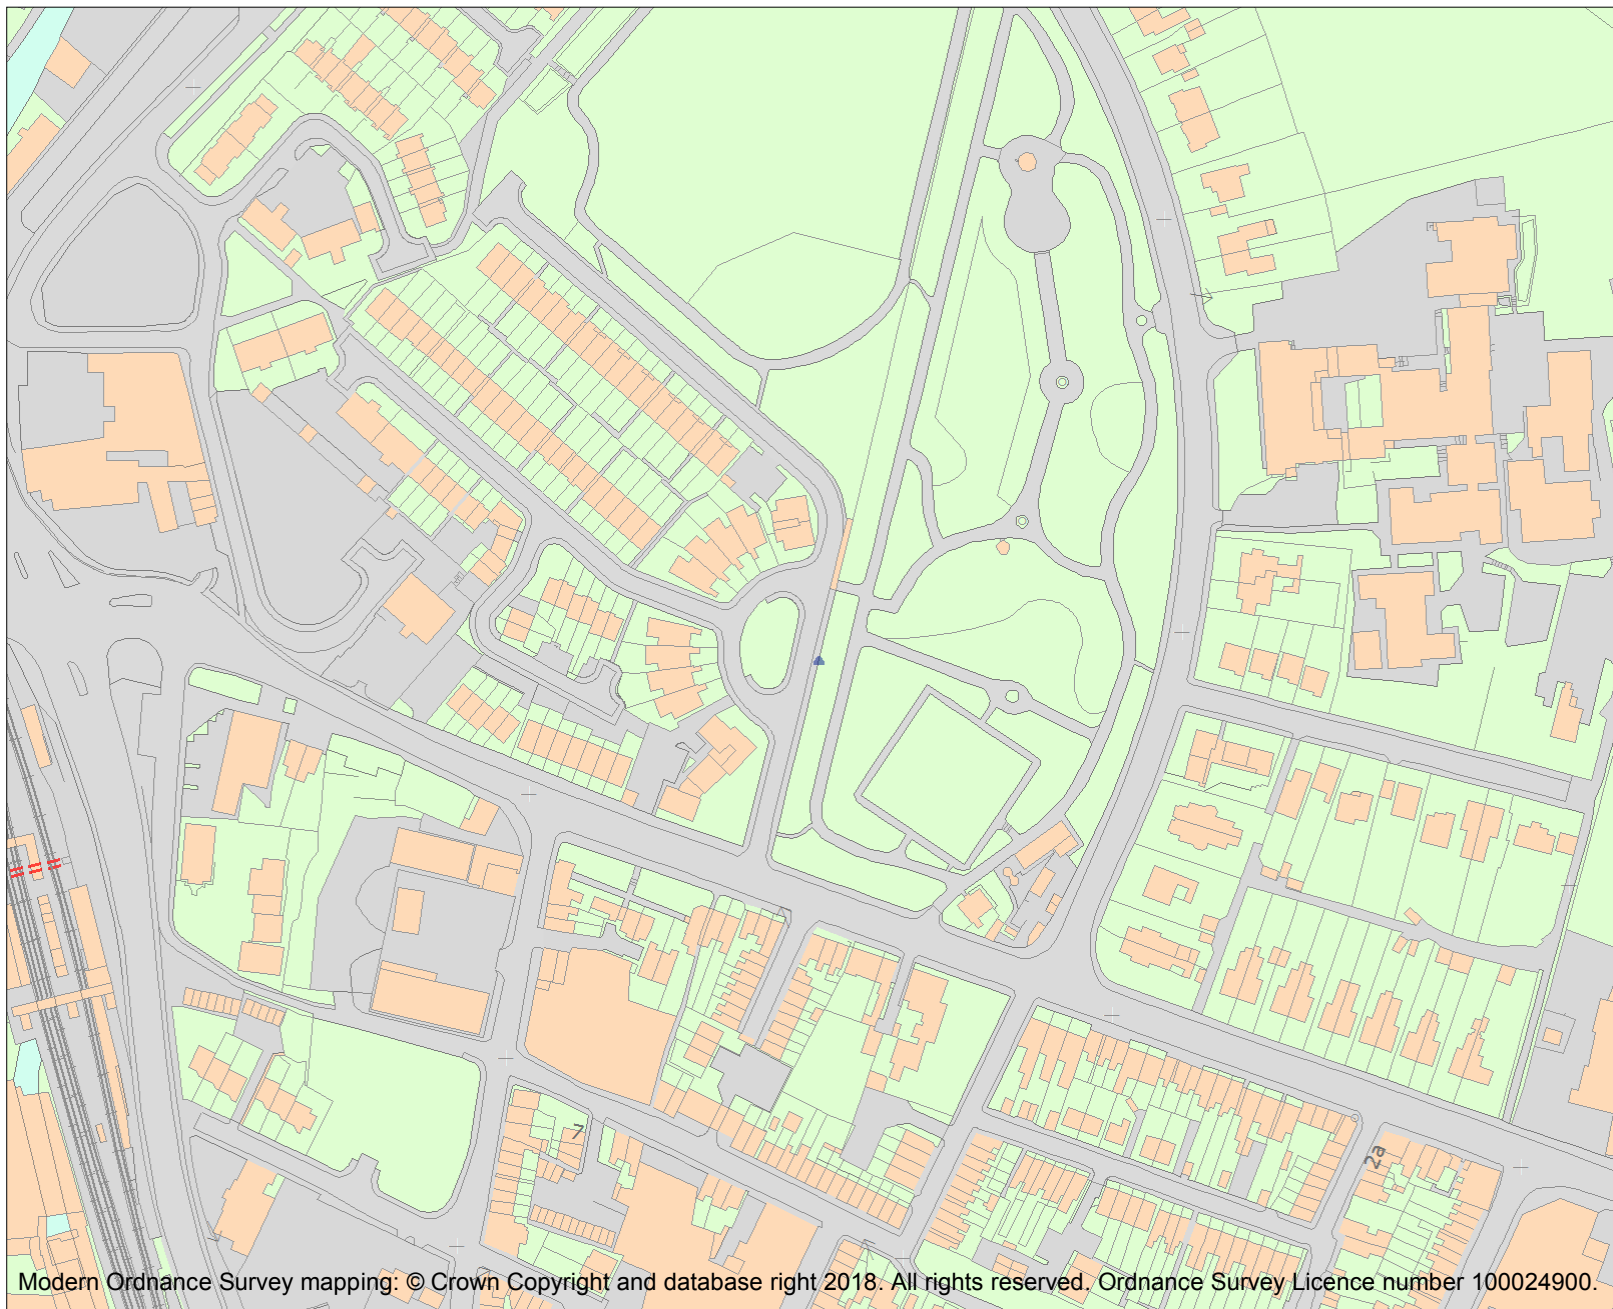 7
2a
Modern Ordnance Survey mapping: © Crown Copyright and database right 2018. All rights reserved. Ordnance Survey Licence number 100024900.